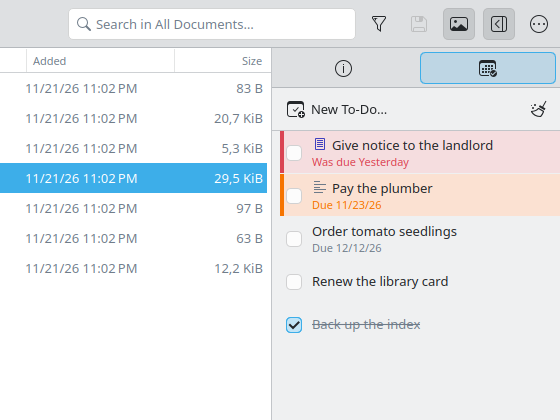 Search in All Documents...
Added Size
11/21/26 11:02 PM 83 B
11/21/26 11:02 PM 20,7 KiB
11/21/26 11:02 PM 5,3 KiB
11/21/26 11:02 PM 29,5 KiB
11/21/26 11:02 PM 97 B
11/21/26 11:02 PM 63 B
11/21/26 11:02 PM 12,2 KiB
New To-Do...
Give notice to the landlord
Was due Yesterday
Pay the plumber
Due 11/23/26
Order tomato seedlings
Due 12/12/26
Renew the library card
Back up the index